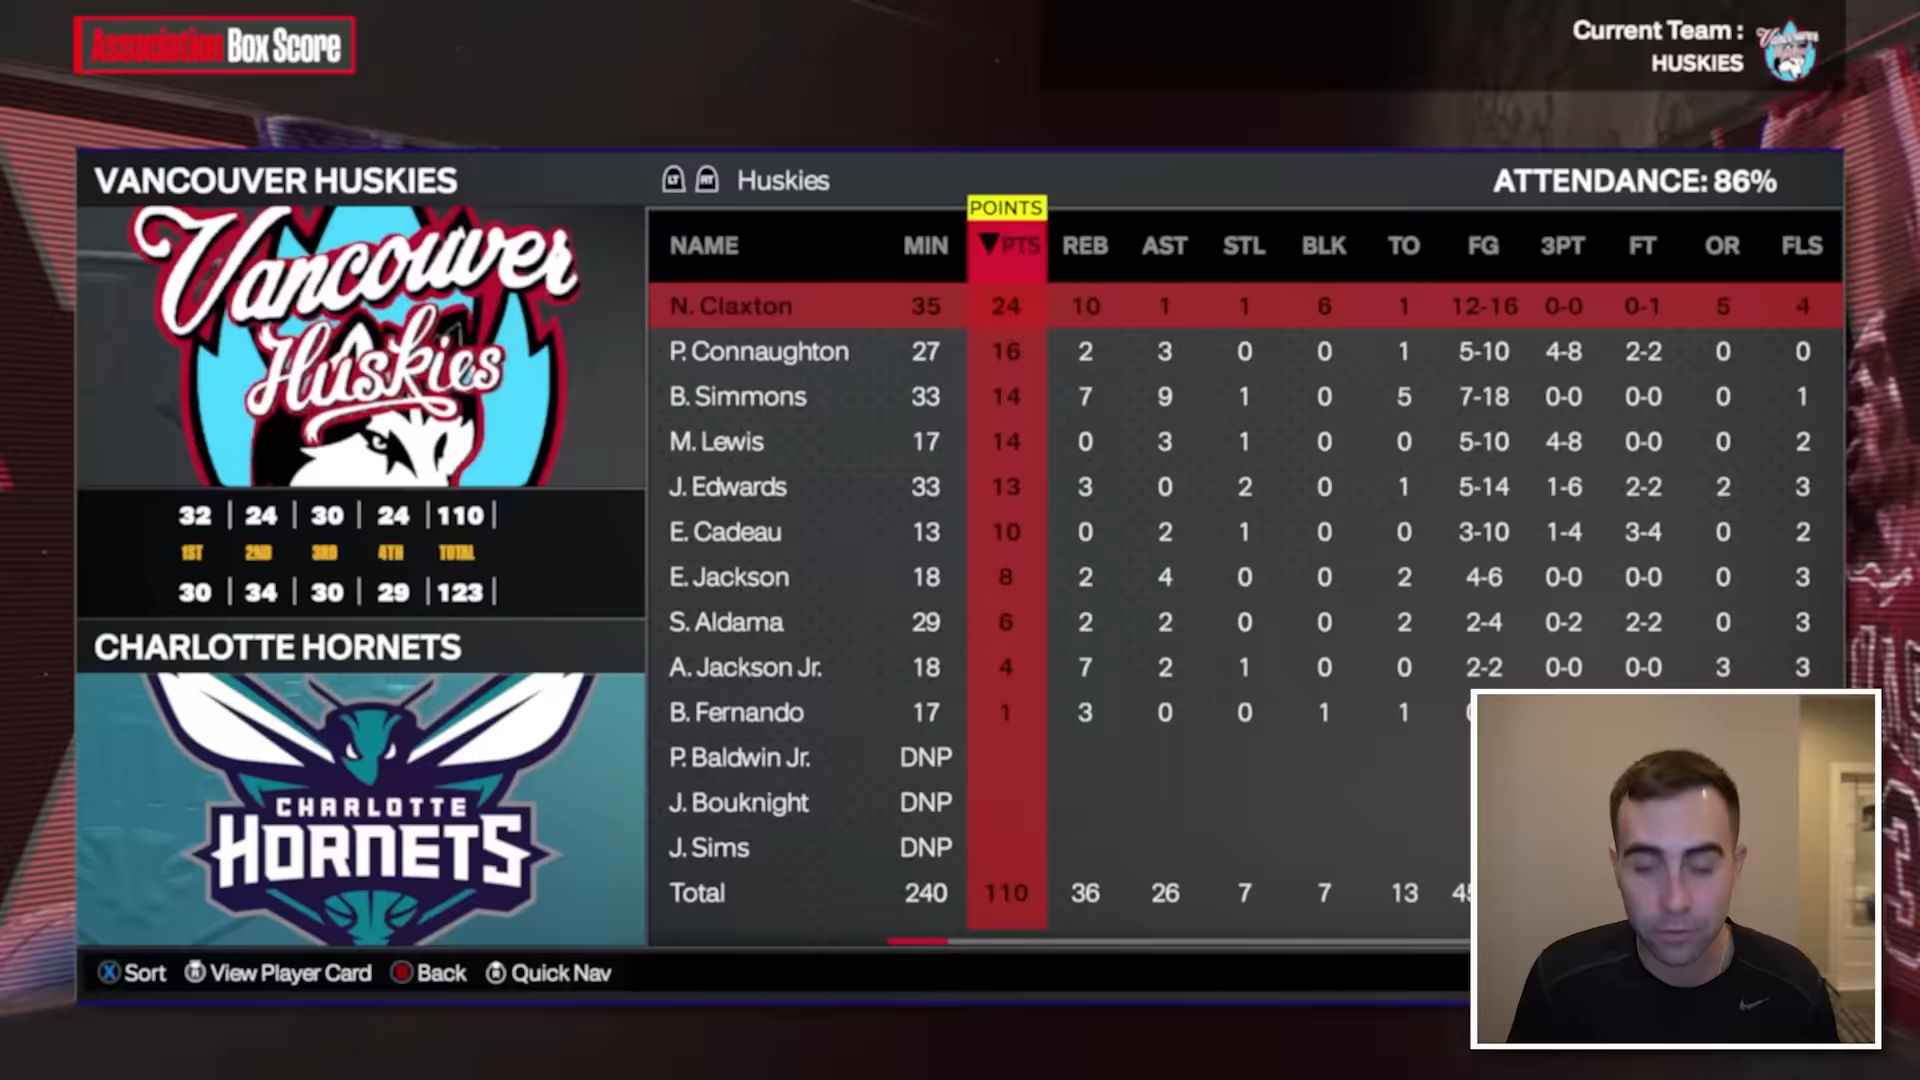 Association Box Score
Current Team :
HUSKIES
VANCOUVER HUSKIES
LT RT Huskies
ATTENDANCE: 86%
Vancouver
Huskies
POINTS
NAME MIN PTS REB AST STL BLK TO FG 3PT FT OR FLS
N. Claxton 35 24 10 1 1 6 1 12-16 0-0 0-1 5 4
P. Connaughton 27 16 2 3 0 0 1 5-10 4-8 2-2 0 0
B. Simmons 33 14 7 9 1 0 5 7-18 0-0 0-0 0 1
M. Lewis 17 14 0 3 1 0 0 5-10 4-8 0-0 0 2
J. Edwards 33 13 3 0 2 0 1 5-14 1-6 2-2 2 3
E. Cadeau 13 10 0 2 1 0 0 3-10 1-4 3-4 0 2
E. Jackson 18 8 2 4 0 0 2 4-6 0-0 0-0 0 3
S. Aldama 29 6 2 2 0 0 2 2-4 0-2 2-2 0 3
A. Jackson Jr. 18 4 7 2 1 0 0 2-2 0-0 0-0 3 3
B. Fernando 17 1 3 0 0 1 1
P. Baldwin Jr. DNP
J. Bouknight DNP
J. Sims DNP
Total 240 110 36 26 7 7 13
32 | 24 | 30 | 24 | 110 |
1ST 2ND 3RD 4TH TOTAL
30 | 34 | 30 | 29 | 123 |
CHARLOTTE HORNETS
CHARLOTTE
HORNETS
X Sort View Player Card Back Quick Nav